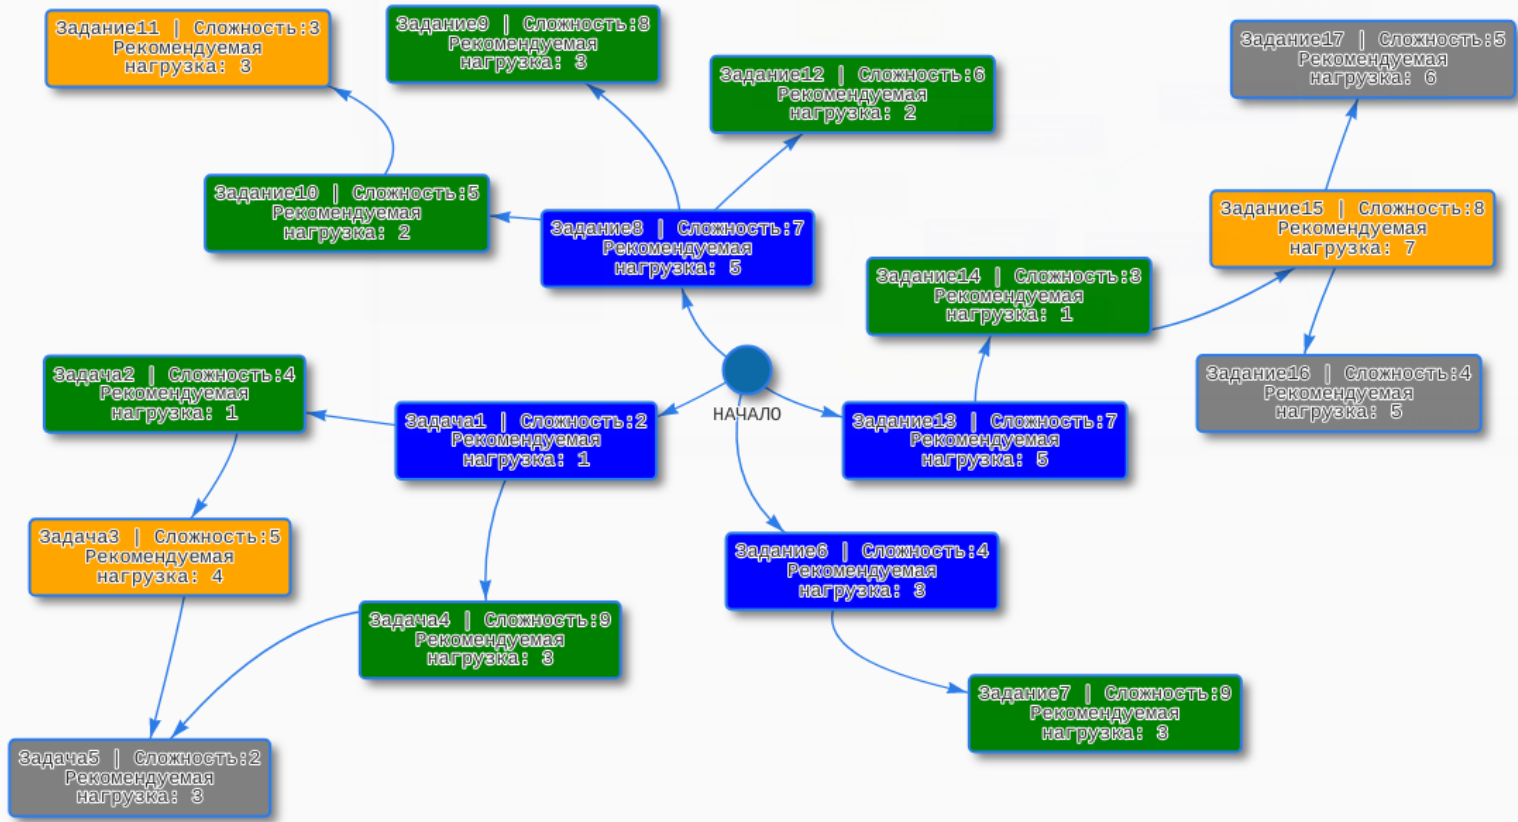 Задание11 | Сложность:3
Рекомендуемая
нагрузка: 3
Задание9 | Сложность:8
Рекомендуемая
нагрузка: 3
Задание12 | Сложность:6
Рекомендуемая
нагрузка: 2
Задание17 | Сложность:5
Рекомендуемая
нагрузка: 6
Задание10 | Сложность:5
Рекомендуемая
нагрузка: 2
Задание8 | Сложность:7
Рекомендуемая
нагрузка: 5
Задание15 | Сложность:8
Рекомендуемая
нагрузка: 7
Задание14 | Сложность:3
Рекомендуемая
нагрузка: 1
Задача2 | Сложность:4
Рекомендуемая
нагрузка: 1
Задача1 | Сложность:2
Рекомендуемая
нагрузка: 1
НАЧАЛО
Задание13 | Сложность:7
Рекомендуемая
нагрузка: 5
Задание16 | Сложность:4
Рекомендуемая
нагрузка: 5
Задача3 | Сложность:5
Рекомендуемая
нагрузка: 4
Задание6 | Сложность:4
Рекомендуемая
нагрузка: 3
Задача4 | Сложность:9
Рекомендуемая
нагрузка: 3
Задание7 | Сложность:9
Рекомендуемая
нагрузка: 3
Задача5 | Сложность:2
Рекомендуемая
нагрузка: 3